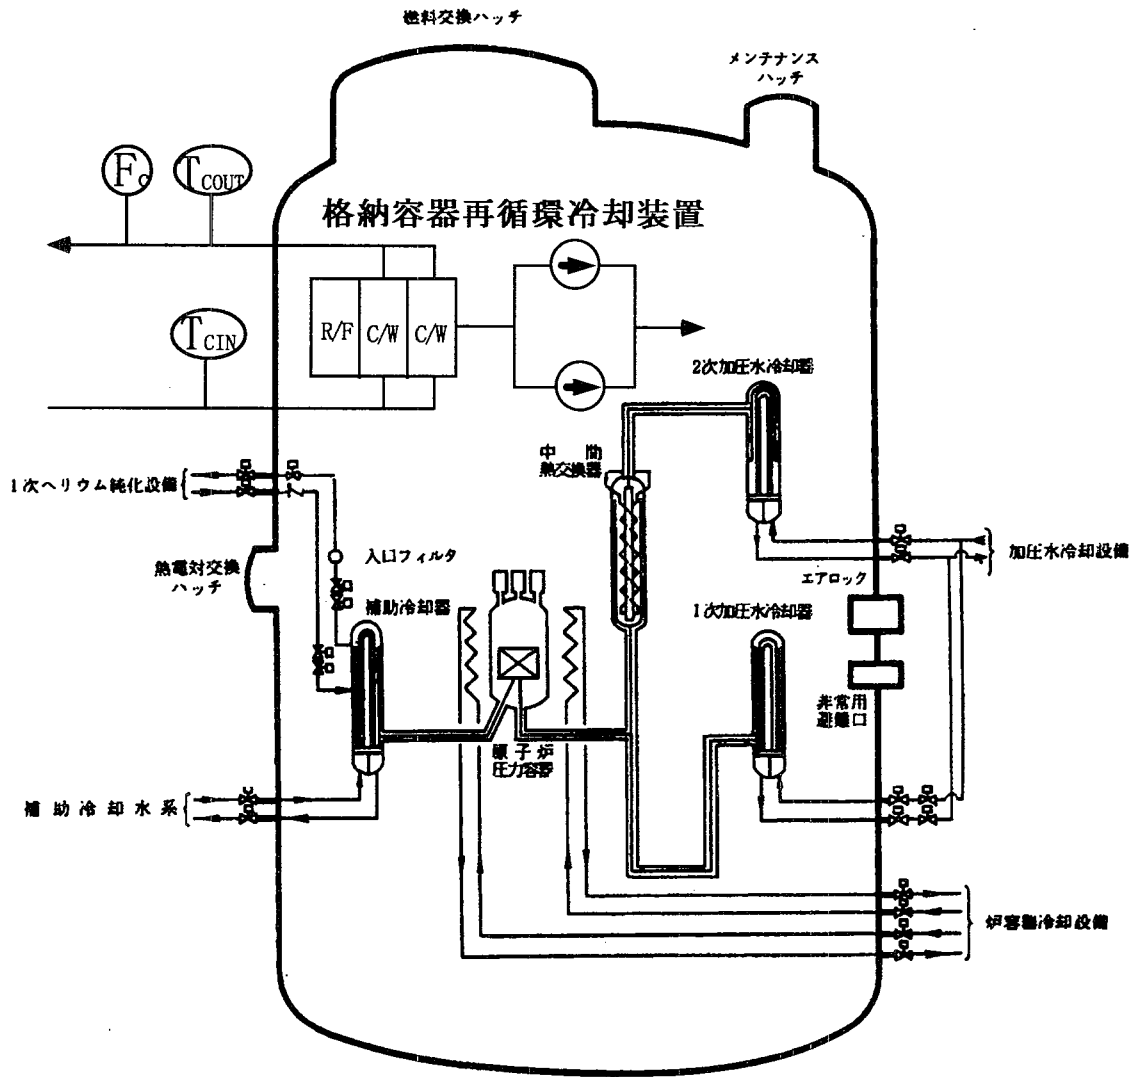 燃料交換ハッチ
メンテナンス
ハッチ
Fc
TCOUT
格納容器再循環冷却装置
R/F
C/W
C/W
TCIN
2次加圧水冷却器
中間
熱交換器
1次ヘリウム純化設備
入口フィルタ
熱電対交換
ハッチ
補助冷却器
加圧水冷却設備
エアロック
1次加圧水冷却器
非常用
避難口
原子炉
圧力容器
補助冷却水系
炉容器冷却設備